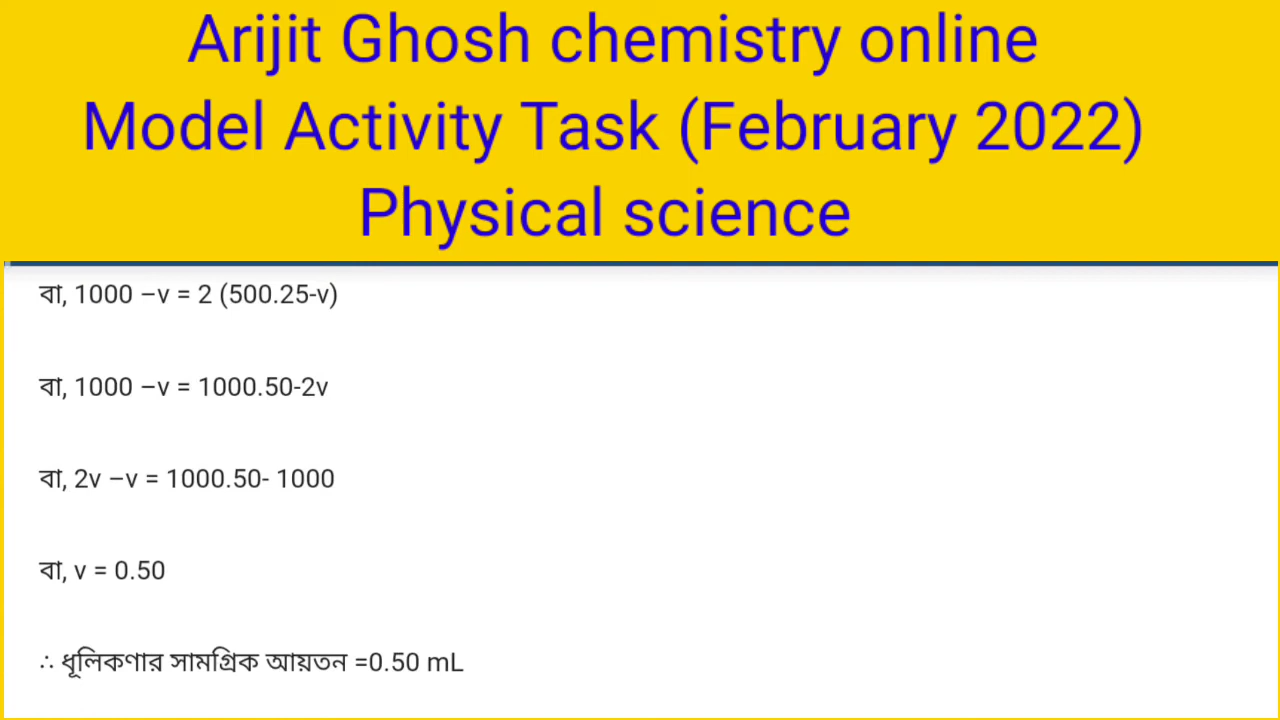 Arijit Ghosh chemistry online
Model Activity Task (February 2022)
Physical science
বা, 1000 –v = 2 (500.25-v)
বা, 1000 –v = 1000.50-2v
বা, 2v –v = 1000.50- 1000
বা, v = 0.50
∴ ধূলিকণার সামগ্রিক আয়তন =0.50 mL